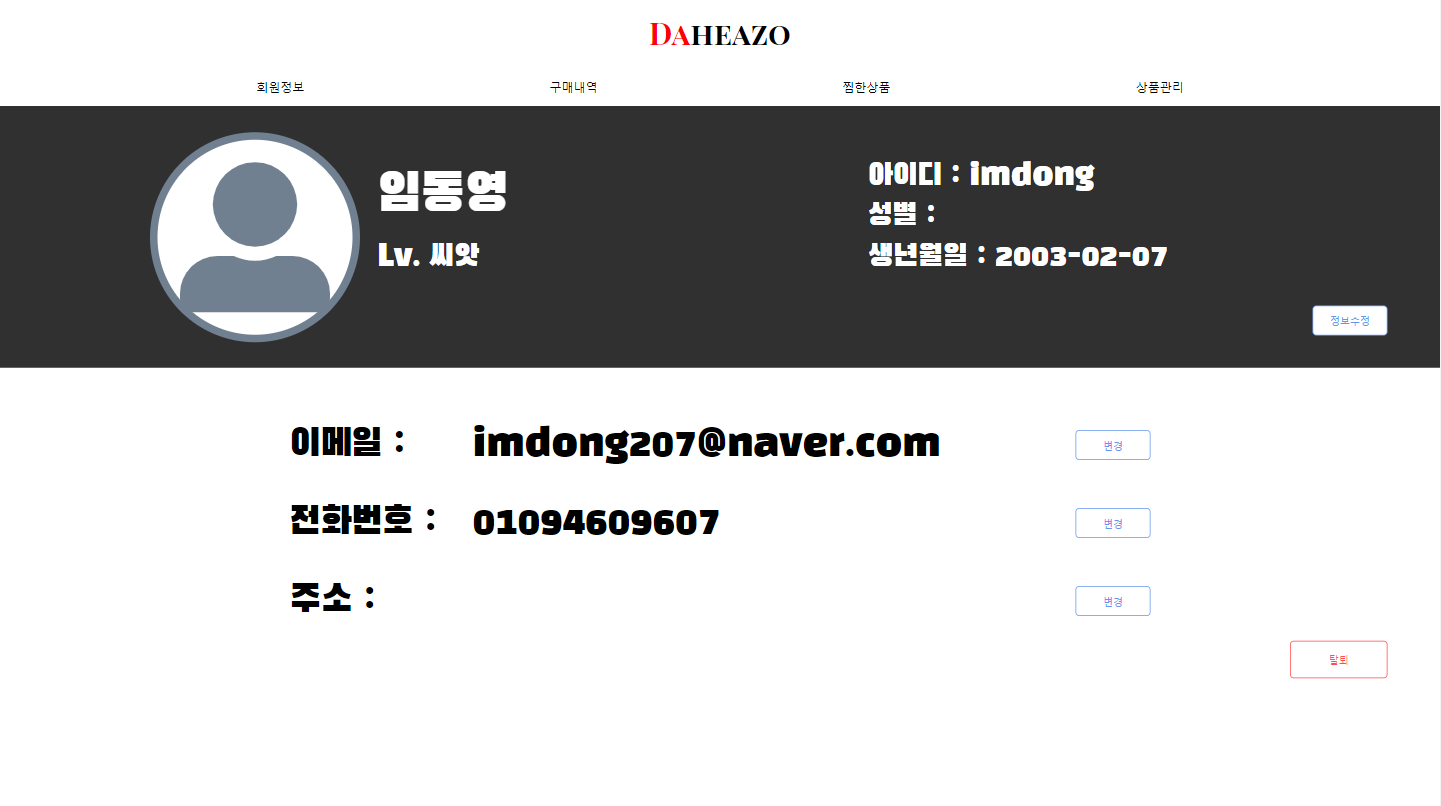 DAHEAZO
회원정보 구매내역 찜한상품 상품관리
임동영
Lv. 씨앗
아이디 : imdong
성별 :
생년월일 : 2003-02-07
정보수정
이메일 : imdong207@naver.com 변경
전화번호 : 01094609607 변경
주소 : 변경
탈퇴